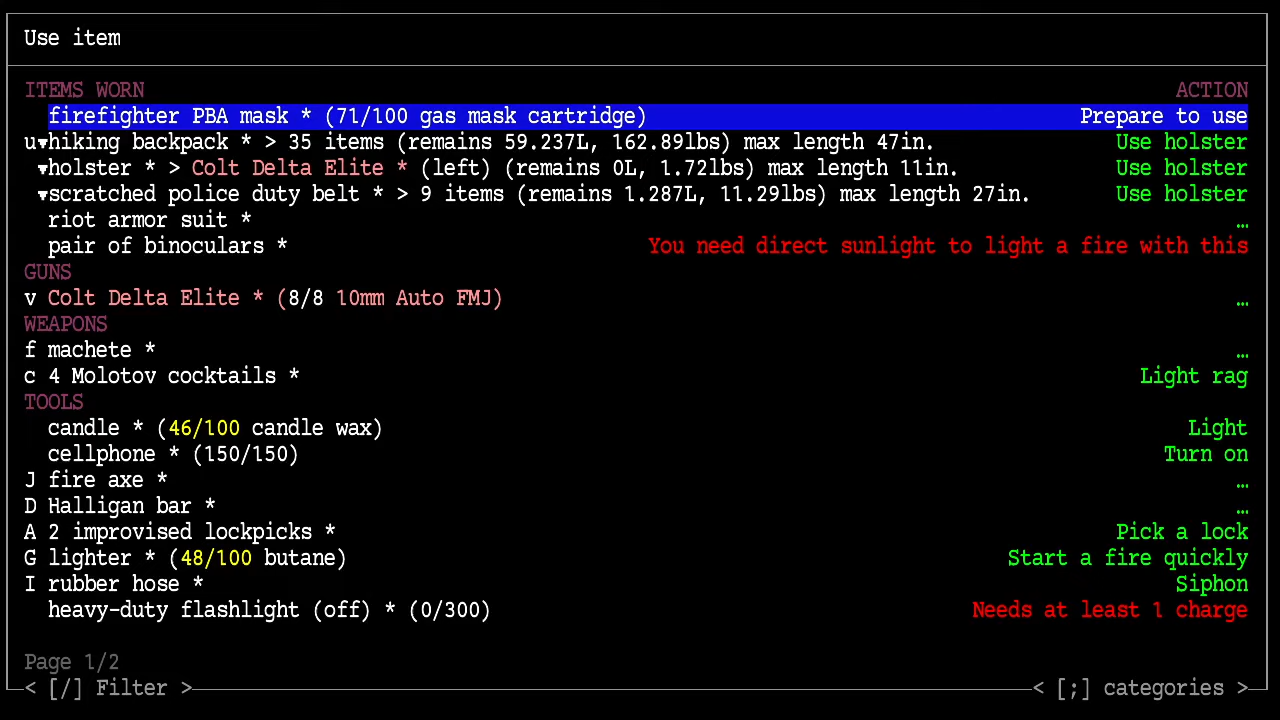 Use item
ITEMS WORN ACTION
firefighter PBA mask * (71/100 gas mask cartridge) Prepare to use
u▾hiking backpack * > 35 items (remains 59.237L, 162.89lbs) max length 47in. Use holster
▾holster * > Colt Delta Elite * (left) (remains 0L, 1.72lbs) max length 11in. Use holster
▾scratched police duty belt * > 9 items (remains 1.287L, 11.29lbs) max length 27in. Use holster
riot armor suit * …
pair of binoculars * You need direct sunlight to light a fire with this
GUNS
v Colt Delta Elite * (8/8 10mm Auto FMJ) …
WEAPONS
f machete * …
c 4 Molotov cocktails * Light rag
TOOLS
candle * (46/100 candle wax) Light
cellphone * (150/150) Turn on
J fire axe * …
D Halligan bar * …
A 2 improvised lockpicks * Pick a lock
G lighter * (48/100 butane) Start a fire quickly
I rubber hose * Siphon
heavy-duty flashlight (off) * (0/300) Needs at least 1 charge
Page 1/2
< [/] Filter > < [;] categories >